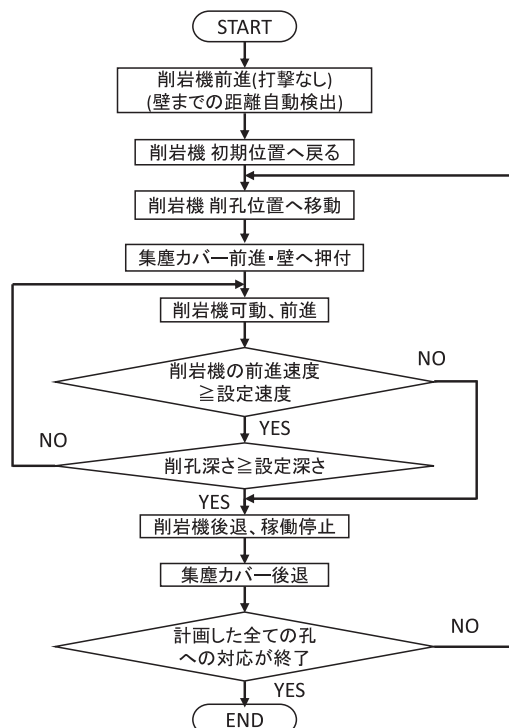 START
削岩機前進(打撃なし)
(壁までの距離自動検出)
削岩機 初期位置へ戻る
削岩機 削孔位置へ移動
集塵カバー前進・壁へ押付
削岩機可動、前進
削岩機の前進速度
≧設定速度
NO
YES
NO
削孔深さ≧設定深さ
YES
削岩機後退、稼働停止
集塵カバー後退
計画した全ての孔
への対応が終了
NO
YES
END